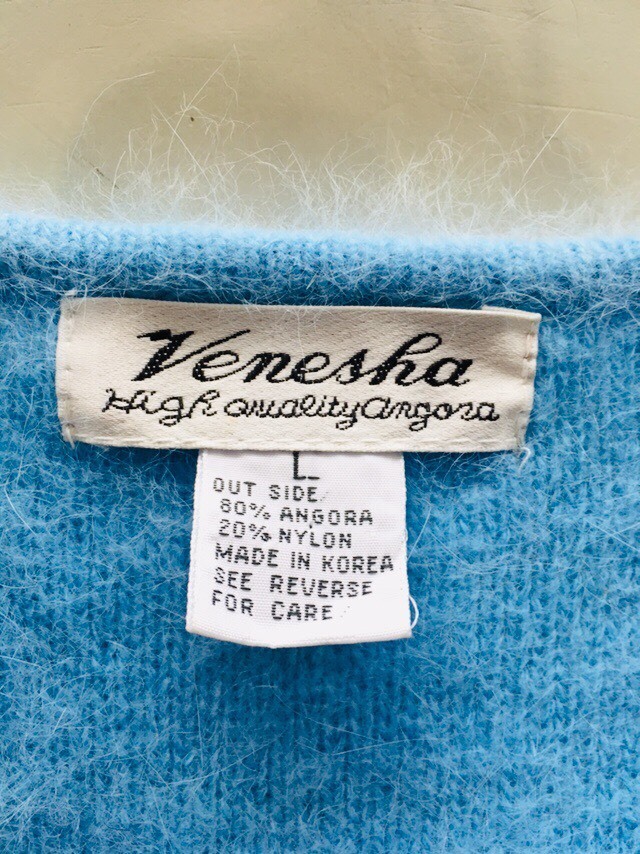 Venesha
High Quality Angora
L
OUT SIDE
80% ANGORA
20% NYLON
MADE IN KOREA
SEE REVERSE
FOR CARE